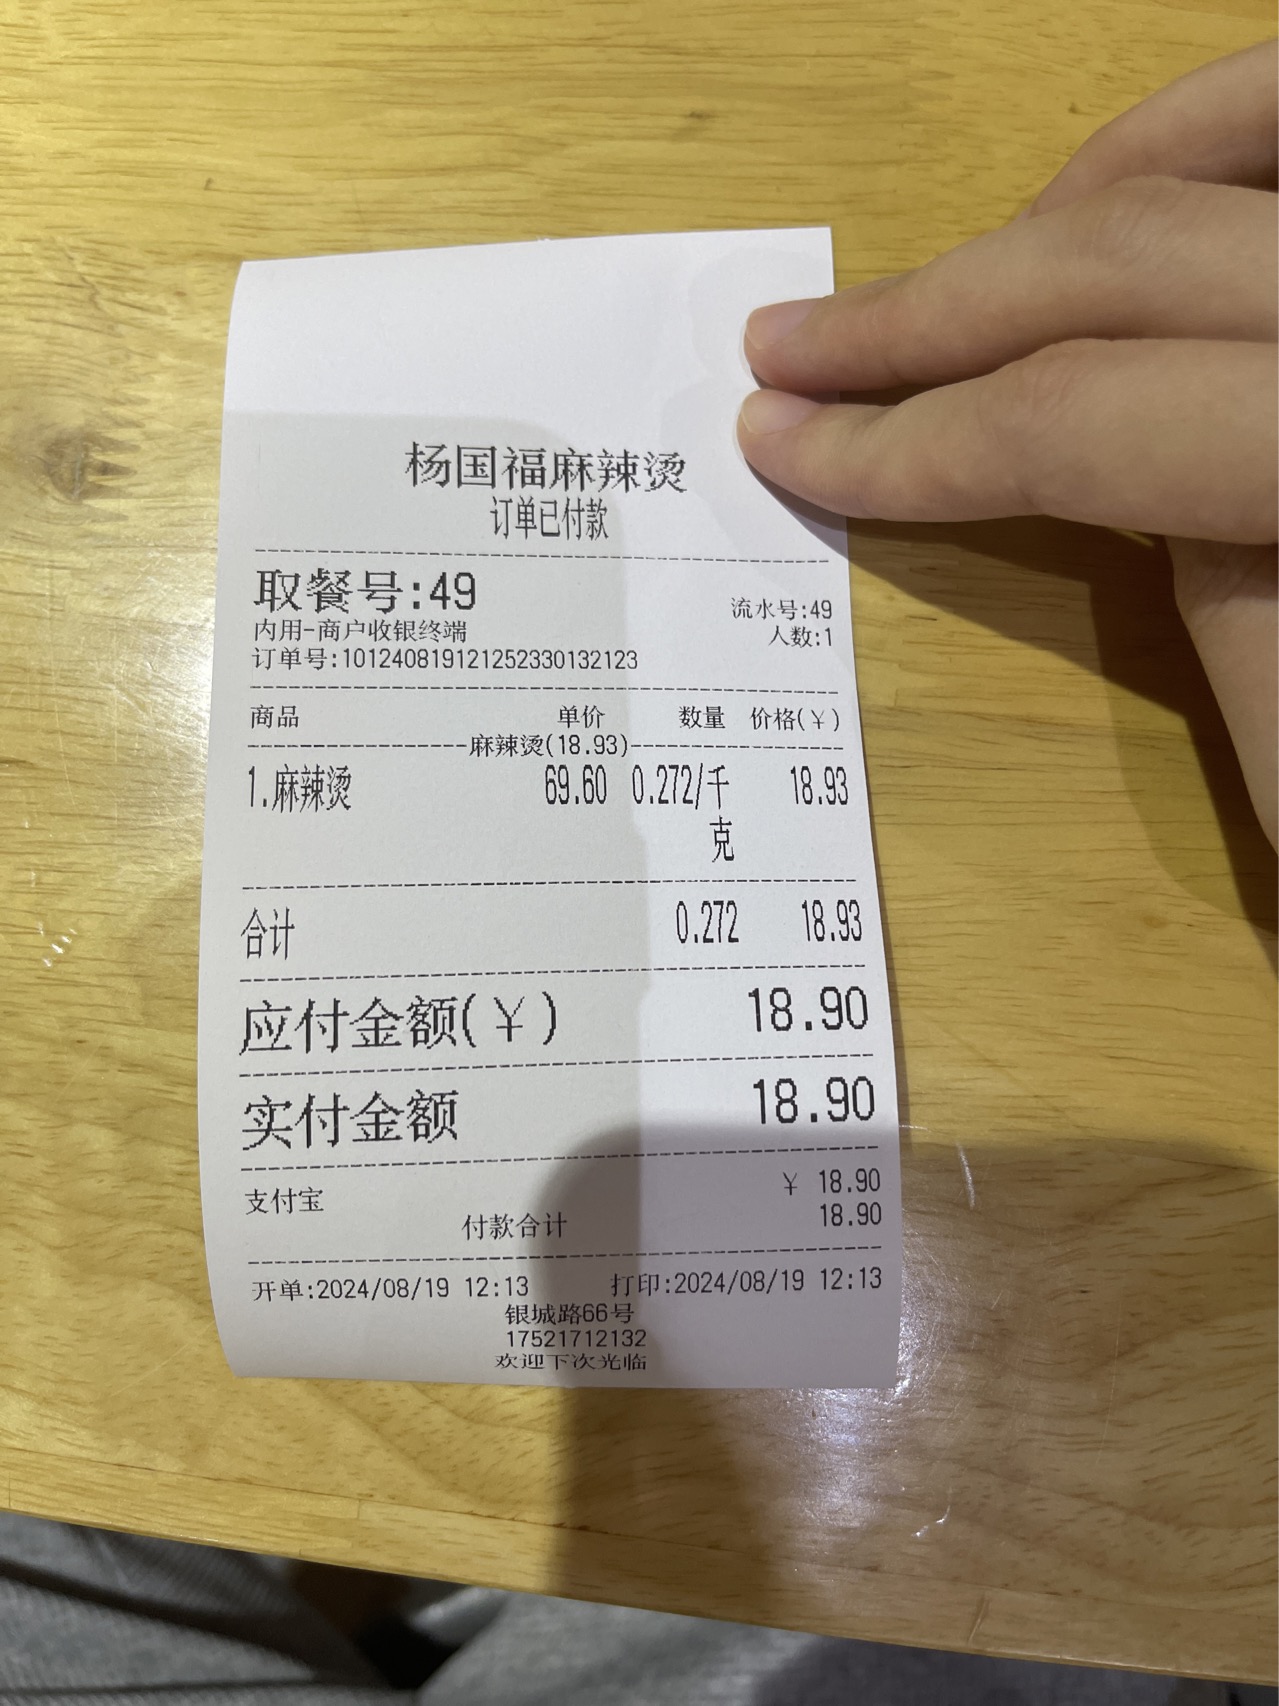 杨国福麻辣烫
订单已付款
取餐号:49
流水号:49
内用-商户收银终端 人数:1
订单号:101240819121252330132123
商品 单价 数量 价格(¥)
麻辣烫(18.93)
1.麻辣烫 69.60 0.272/千 18.93
克
合计 0.272 18.93
应付金额(¥) 18.90
实付金额 18.90
支付宝 ¥ 18.90
付款合计 18.90
开单:2024/08/19 12:13 打印:2024/08/19 12:13
银城路66号
17521712132
欢迎下次光临